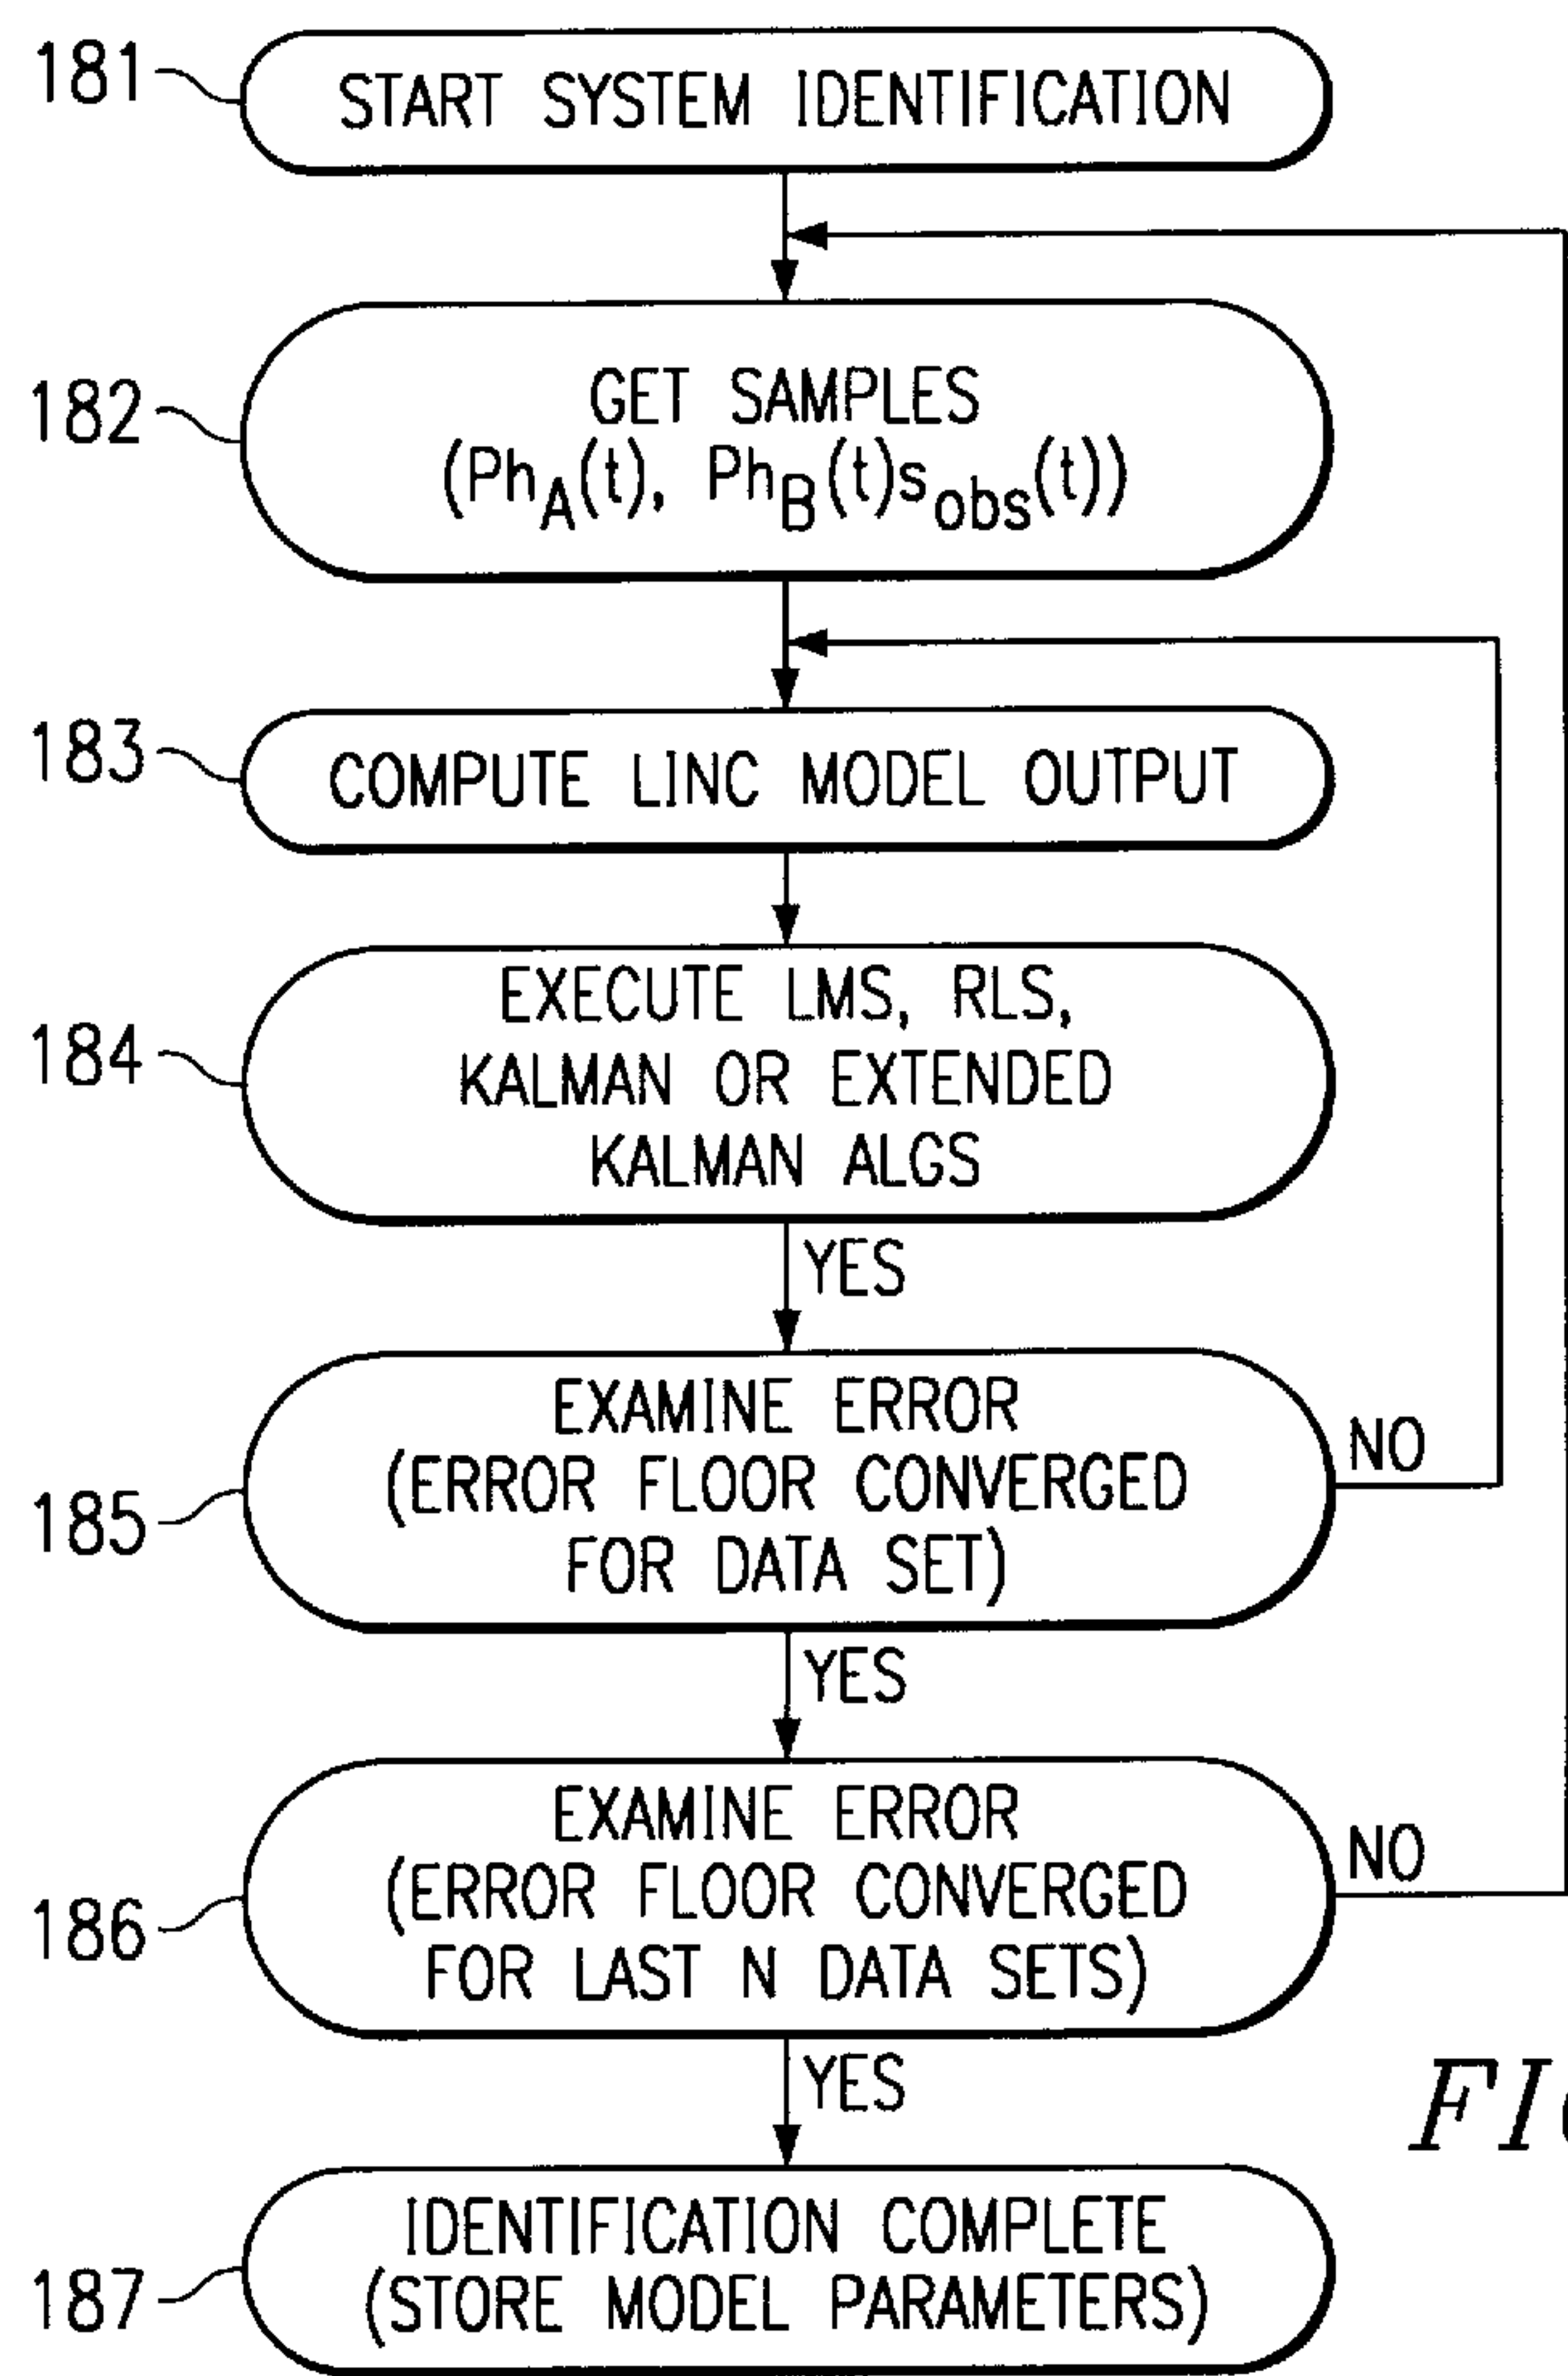 181
START SYSTEM IDENTIFICATION
182
GET SAMPLES
(PhA(t), PhB(t)sobs(t))
183
COMPUTE LINC MODEL OUTPUT
184
EXECUTE LMS, RLS,
KALMAN OR EXTENDED
KALMAN ALGS
YES
185
EXAMINE ERROR
(ERROR FLOOR CONVERGED
FOR DATA SET)
NO
YES
186
EXAMINE ERROR
(ERROR FLOOR CONVERGED
FOR LAST N DATA SETS)
NO
YES
187
IDENTIFICATION COMPLETE
(STORE MODEL PARAMETERS)